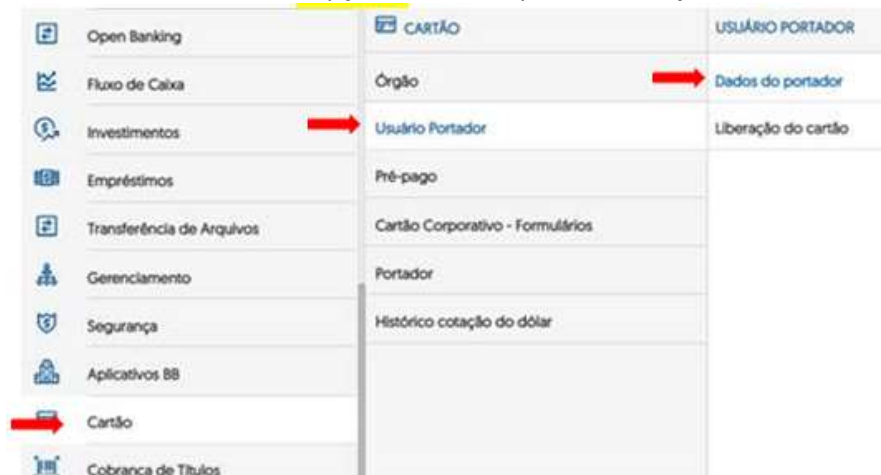 Open Banking
Fluxo de Caixa
Investimentos
Empréstimos
Transferência de Arquivos
Gerenciamento
Segurança
Aplicativos BB
Cartão
Cobrança de Títulos
CARTÃO
Órgão
Usuário Portador
Pré-pago
Cartão Corporativo - Formulários
Portador
Histórico cotação do dólar
USUÁRIO PORTADOR
Dados do portador
Liberação do cartão